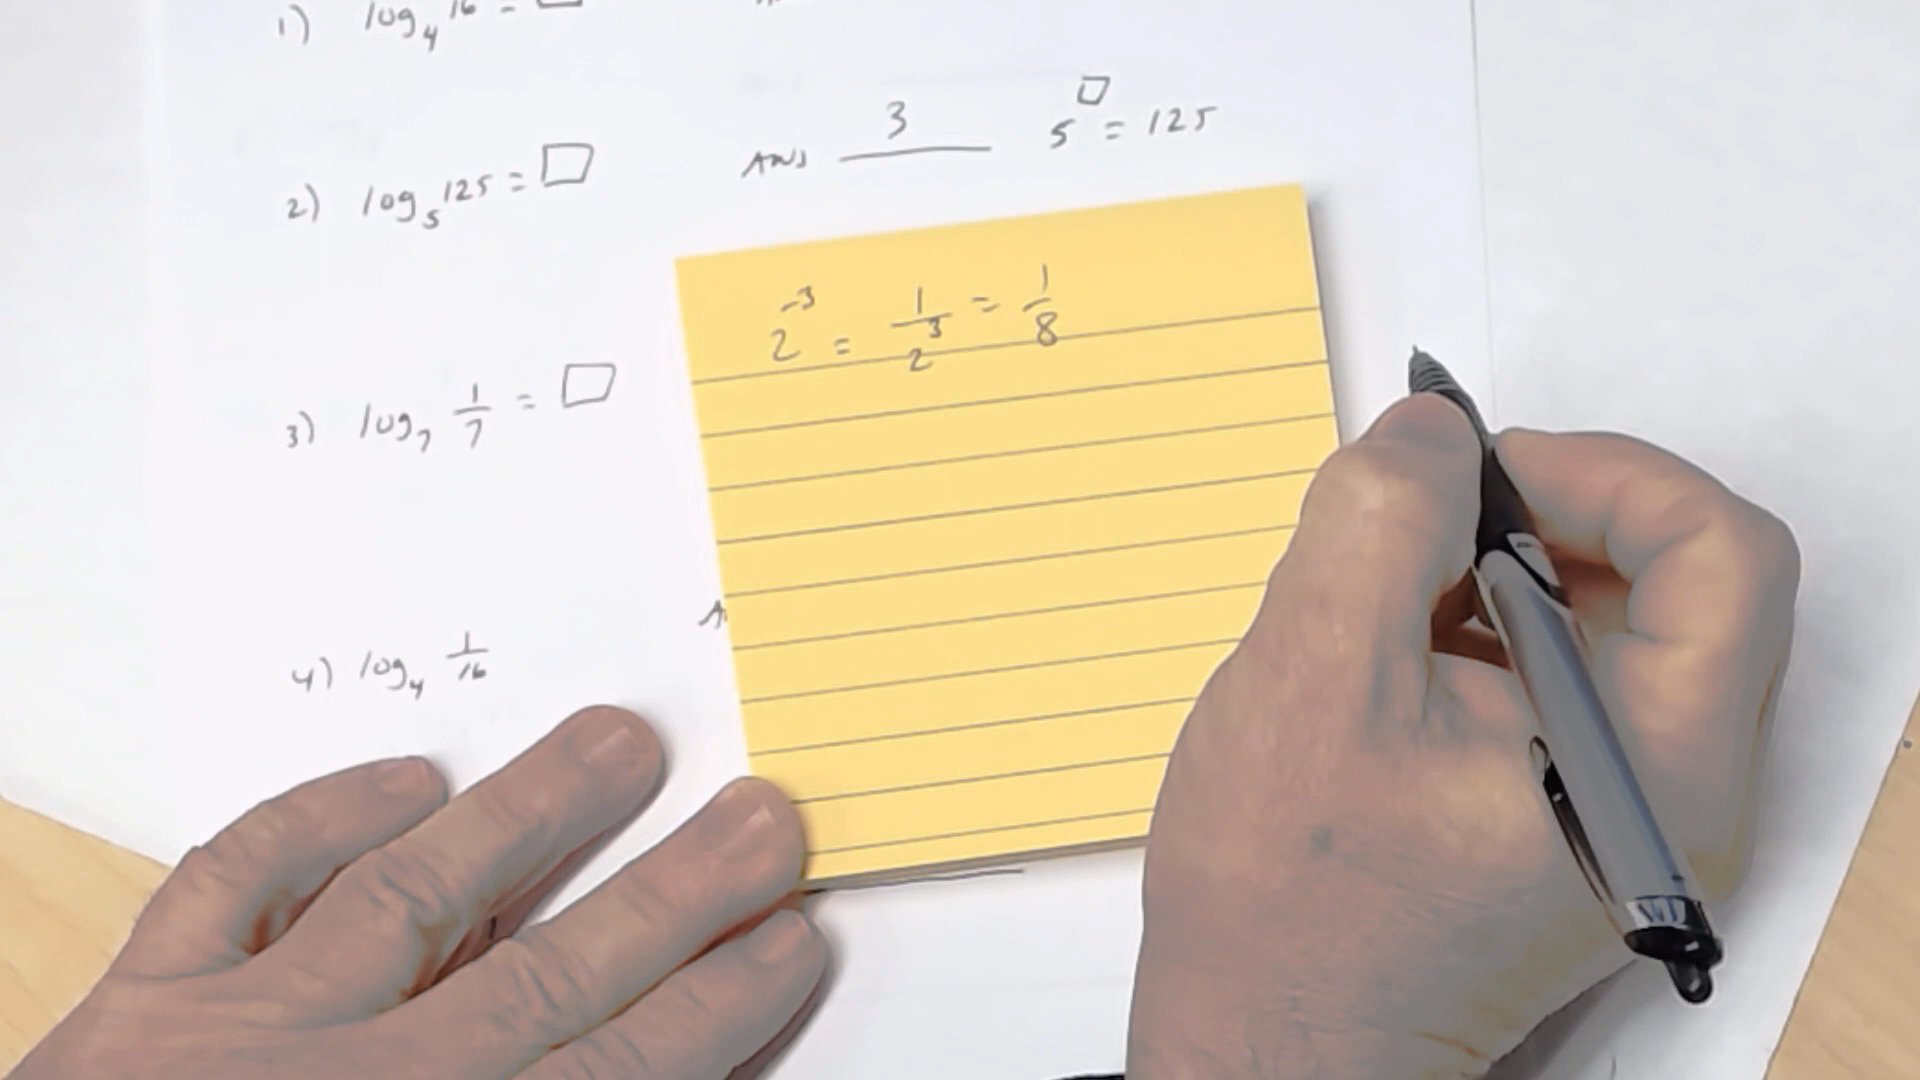 1) log₄ 16 = □
2) log₅ 125 = □ ANS 3 5^□ = 125
2⁻³ = 1/2³ = 1/8
3) log₇ 1/7 = □
4) log₄ 1/16